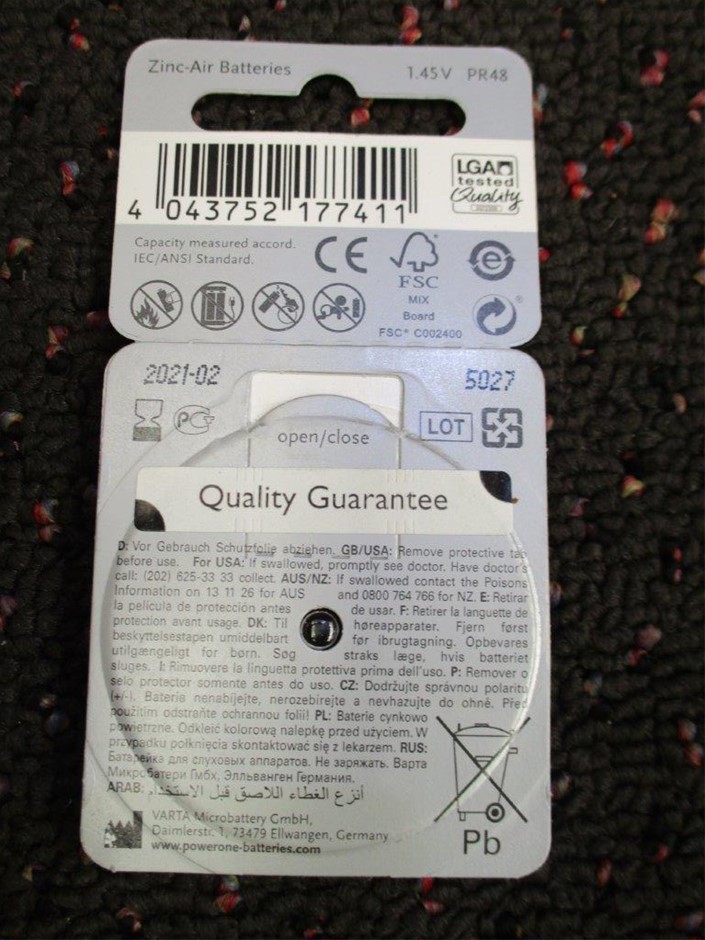 Zinc-Air Batteries 1.45V PR48
LGA
tested
Quality
4 043752 177411
Capacity measured accord.
IEC/ANSI Standard.
CE
FSC
MIX
Board
FSC® C002400
e
2021-02 5027
PG
LOT
open/close
Quality Guarantee
D: Vor Gebrauch Schutzfolie abziehen. GB/USA: Remove protective tab
before use. For USA: If swallowed, promptly see doctor. Have doctor's
call: (202) 625-33 33 collect. AUS/NZ: If swallowed contact the Poisons
Information on 13 11 26 for AUS and 0800 764 766 for NZ. E: Retirar
la película de protección antes de usar. F: Retirer la languette de
protection avant usage. DK: Til høreapparater. Fjern først
beskyttelsestapen umiddelbart før ibrugtagning. Opbevares
utilgængeligt for børn. Søg straks læge, hvis batteriet
sluges. I: Rimuovere la linguetta protettiva prima dell'uso. P: Remover o
selo protector somente antes do uso. CZ: Dodržujte správnou polaritu
(+/-). Baterie nenabíjejte, nerozebírejte a nevhazujte do ohně. Před
použitím odstraňte ochrannou folii! PL: Baterie cynkowo
powietrzne. Odkleić kolorową nalepkę przed użyciem. W
przypadku połknięcia skontaktować się z lekarzem. RUS:
Батарейка для слуховых аппаратов. Не заряжать. Варта
Микробатери Гмбх, Элльванген Германия.
ARAB: أنزع الغطاء اللاصق قبل الاستخدام.
VARTA Microbattery GmbH,
Daimlerstr. 1, 73479 Ellwangen, Germany
www.powerone-batteries.com
Pb